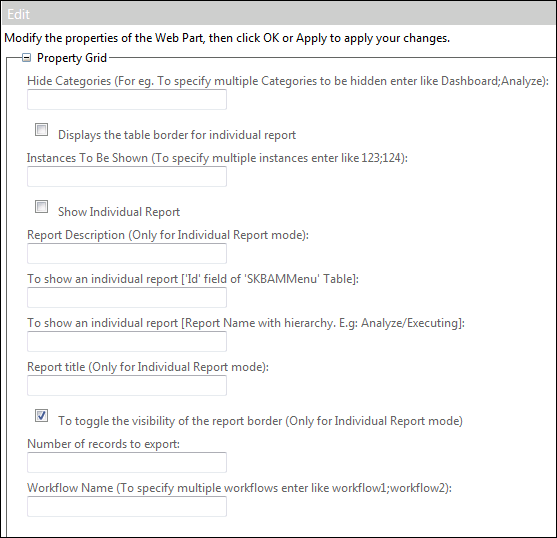 Edit
Modify the properties of the Web Part, then click OK or Apply to apply your changes.
Property Grid
Hide Categories (For eg. To specify multiple Categories to be hidden enter like Dashboard;Analyze):
Displays the table border for individual report
Instances To Be Shown (To specify multiple instances enter like 123;124):
Show Individual Report
Report Description (Only for Individual Report mode):
To show an individual report ['Id' field of 'SKBAMMenu' Table]:
To show an individual report [Report Name with hierarchy. E.g: Analyze/Executing]:
Report title (Only for Individual Report mode):
To toggle the visibility of the report border (Only for Individual Report mode)
Number of records to export:
Workflow Name (To specify multiple workflows enter like workflow1;workflow2):